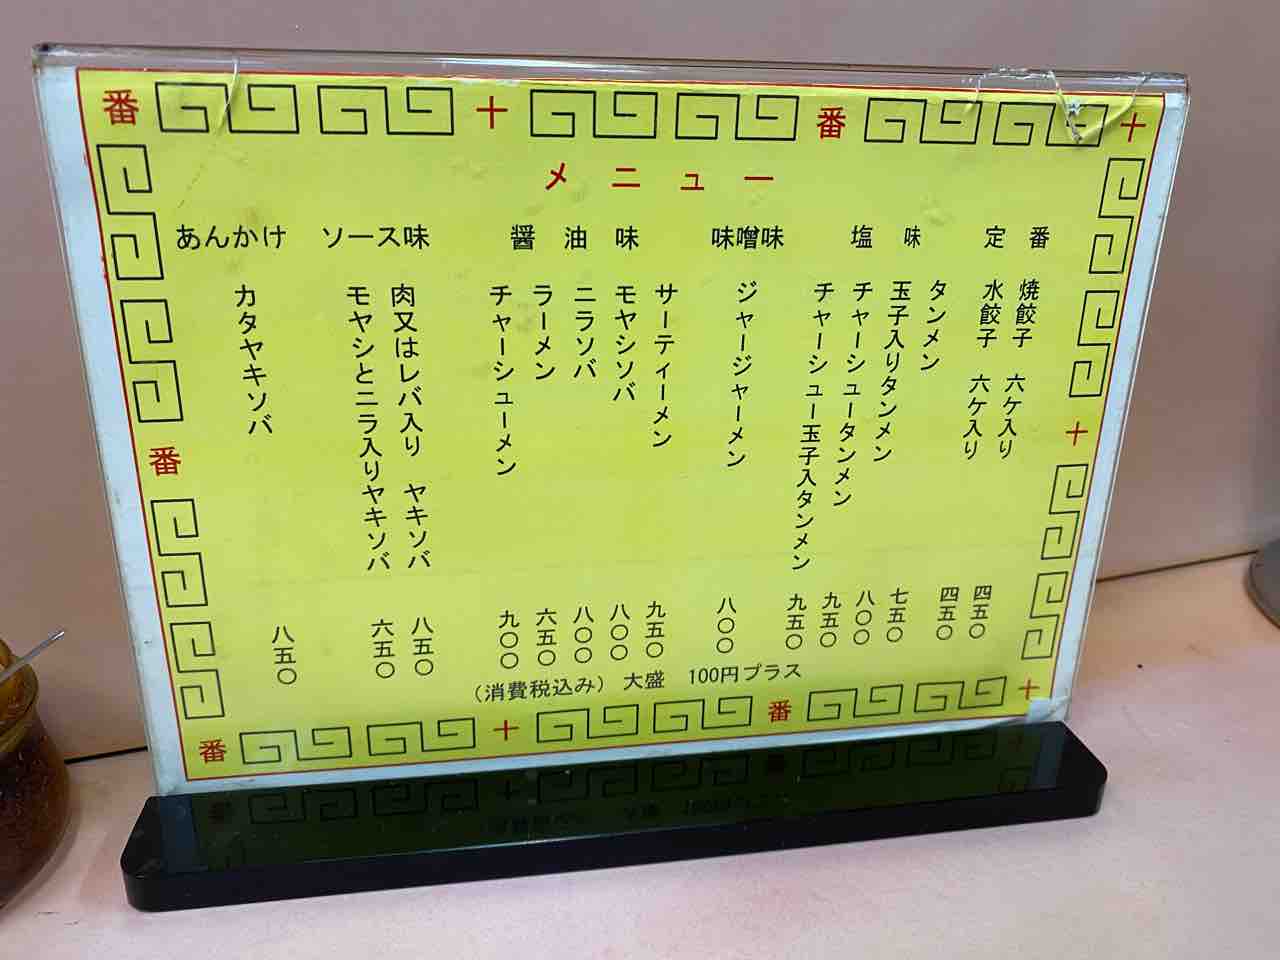 番 十 番 十
メニュー
定番
焼餃子 六ケ入り 四五〇
水餃子 六ケ入り 四五〇
塩味
タンメン 七五〇
玉子入りタンメン 八〇〇
チャーシュータンメン 九五〇
チャーシュー玉子入タンメン 九五〇
味噌味
ジャージャーメン 八〇〇
醤油味
サーティーメン 九五〇
モヤシソバ 八〇〇
ニラソバ 八〇〇
ラーメン 六五〇
チャーシューメン 九〇〇
ソース味
肉又はレバ入り ヤキソバ 八五〇
モヤシとニラ入りヤキソバ 六五〇
あんかけ
カタヤキソバ 八五〇
(消費税込み) 大盛 100円プラス
番
十
番 十 番 十